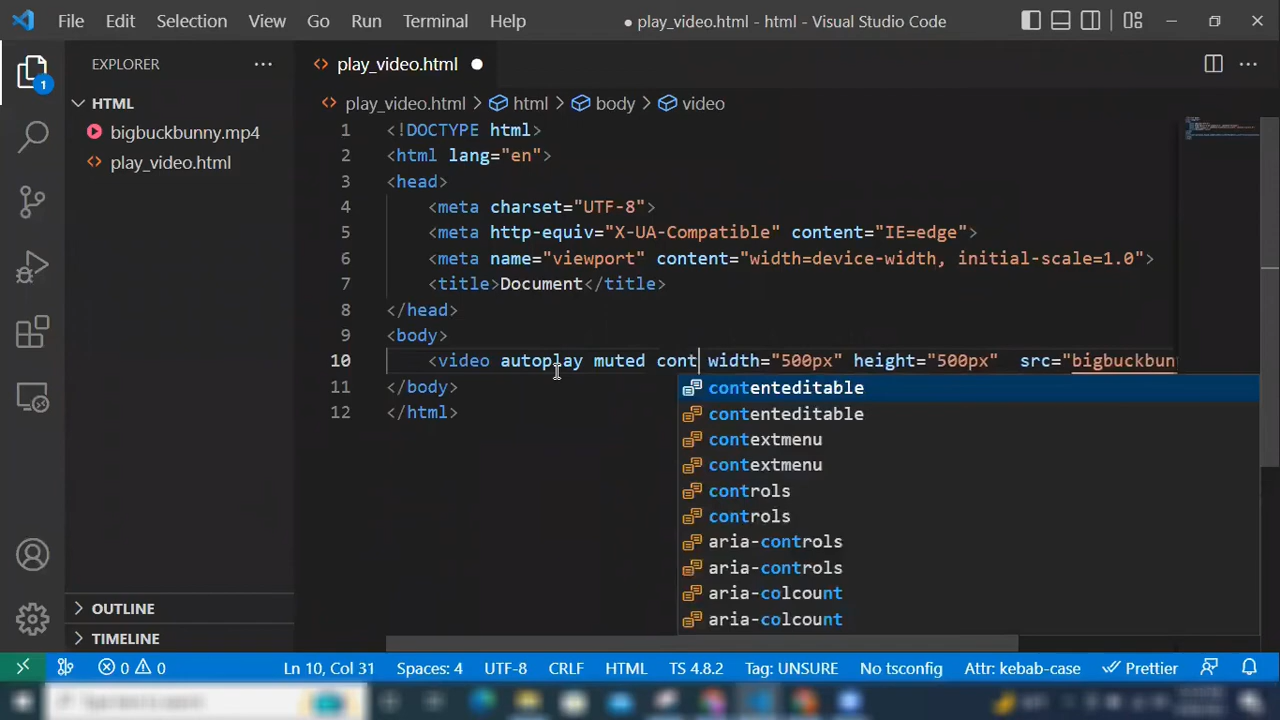 File Edit Selection View Go Run Terminal Help ● play_video.html - html - Visual Studio Code
EXPLORER ···
play_video.html ●
1
HTML
bigbuckbunny.mp4
play_video.html
play_video.html > html > body > video
1 <!DOCTYPE html>
2 <html lang="en">
3 <head>
4 <meta charset="UTF-8">
5 <meta http-equiv="X-UA-Compatible" content="IE=edge">
6 <meta name="viewport" content="width=device-width, initial-scale=1.0">
7 <title>Document</title>
8 </head>
9 <body>
10 <video autoplay muted cont width="500px" height="500px" src="bigbuckbun
11 </body>
12 </html>
contenteditable
contenteditable
contextmenu
contextmenu
controls
controls
aria-controls
aria-controls
aria-colcount
aria-colcount
OUTLINE
TIMELINE
0 0 Ln 10, Col 31 Spaces: 4 UTF-8 CRLF HTML TS 4.8.2 Tag: UNSURE No tsconfig Attr: kebab-case Prettier